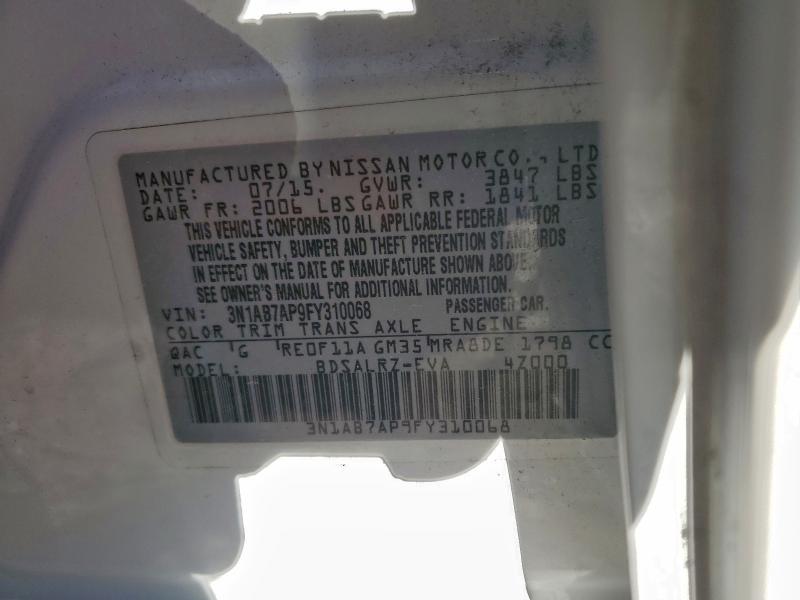 MANUFACTURED BY NISSAN MOTOR CO., LTD
DATE: 07/15. GVWR: 3847 LBS
GAWR FR: 2006 LBS GAWR RR: 1841 LBS
THIS VEHICLE CONFORMS TO ALL APPLICABLE FEDERAL MOTOR
VEHICLE SAFETY, BUMPER AND THEFT PREVENTION STANDARDS
IN EFFECT ON THE DATE OF MANUFACTURE SHOWN ABOVE.
SEE OWNER'S MANUAL FOR ADDITIONAL INFORMATION.
VIN: 3N1AB7AP9FY310068 PASSENGER CAR.
COLOR TRIM TRANS AXLE ENGINE
QAC G RE0F11A GM35 MRA8DE 1798 CC
MODEL: BDSALRZ-EVA 4Z000
3N1AB7AP9FY310068